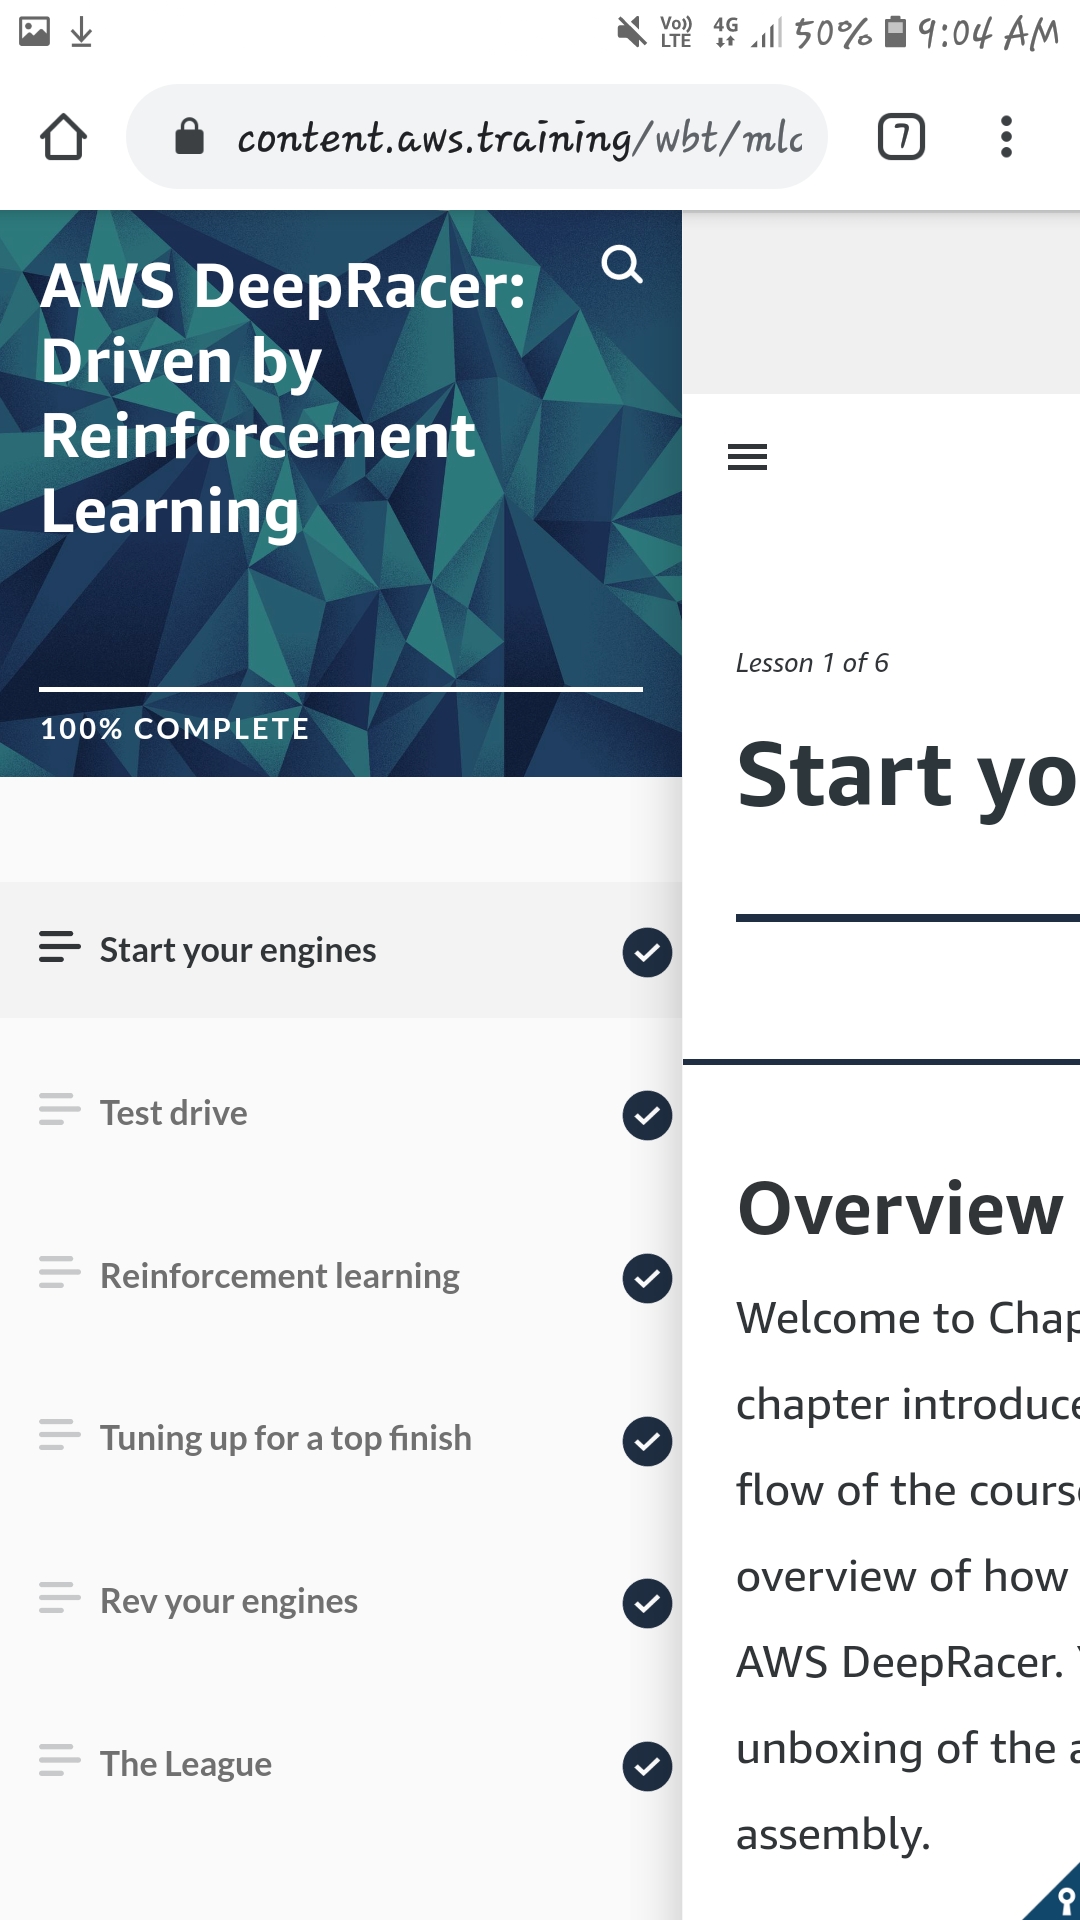 Vo)) LTE 4G 50% 9:04 AM
content.aws.training/wbt/mlc
7
AWS DeepRacer:
Driven by
Reinforcement
Learning
100% COMPLETE
Start your engines
Test drive
Reinforcement learning
Tuning up for a top finish
Rev your engines
The League
Lesson 1 of 6
Start yo
Overview
Welcome to Chap
chapter introduce
flow of the course
overview of how
AWS DeepRacer.
unboxing of the a
assembly.